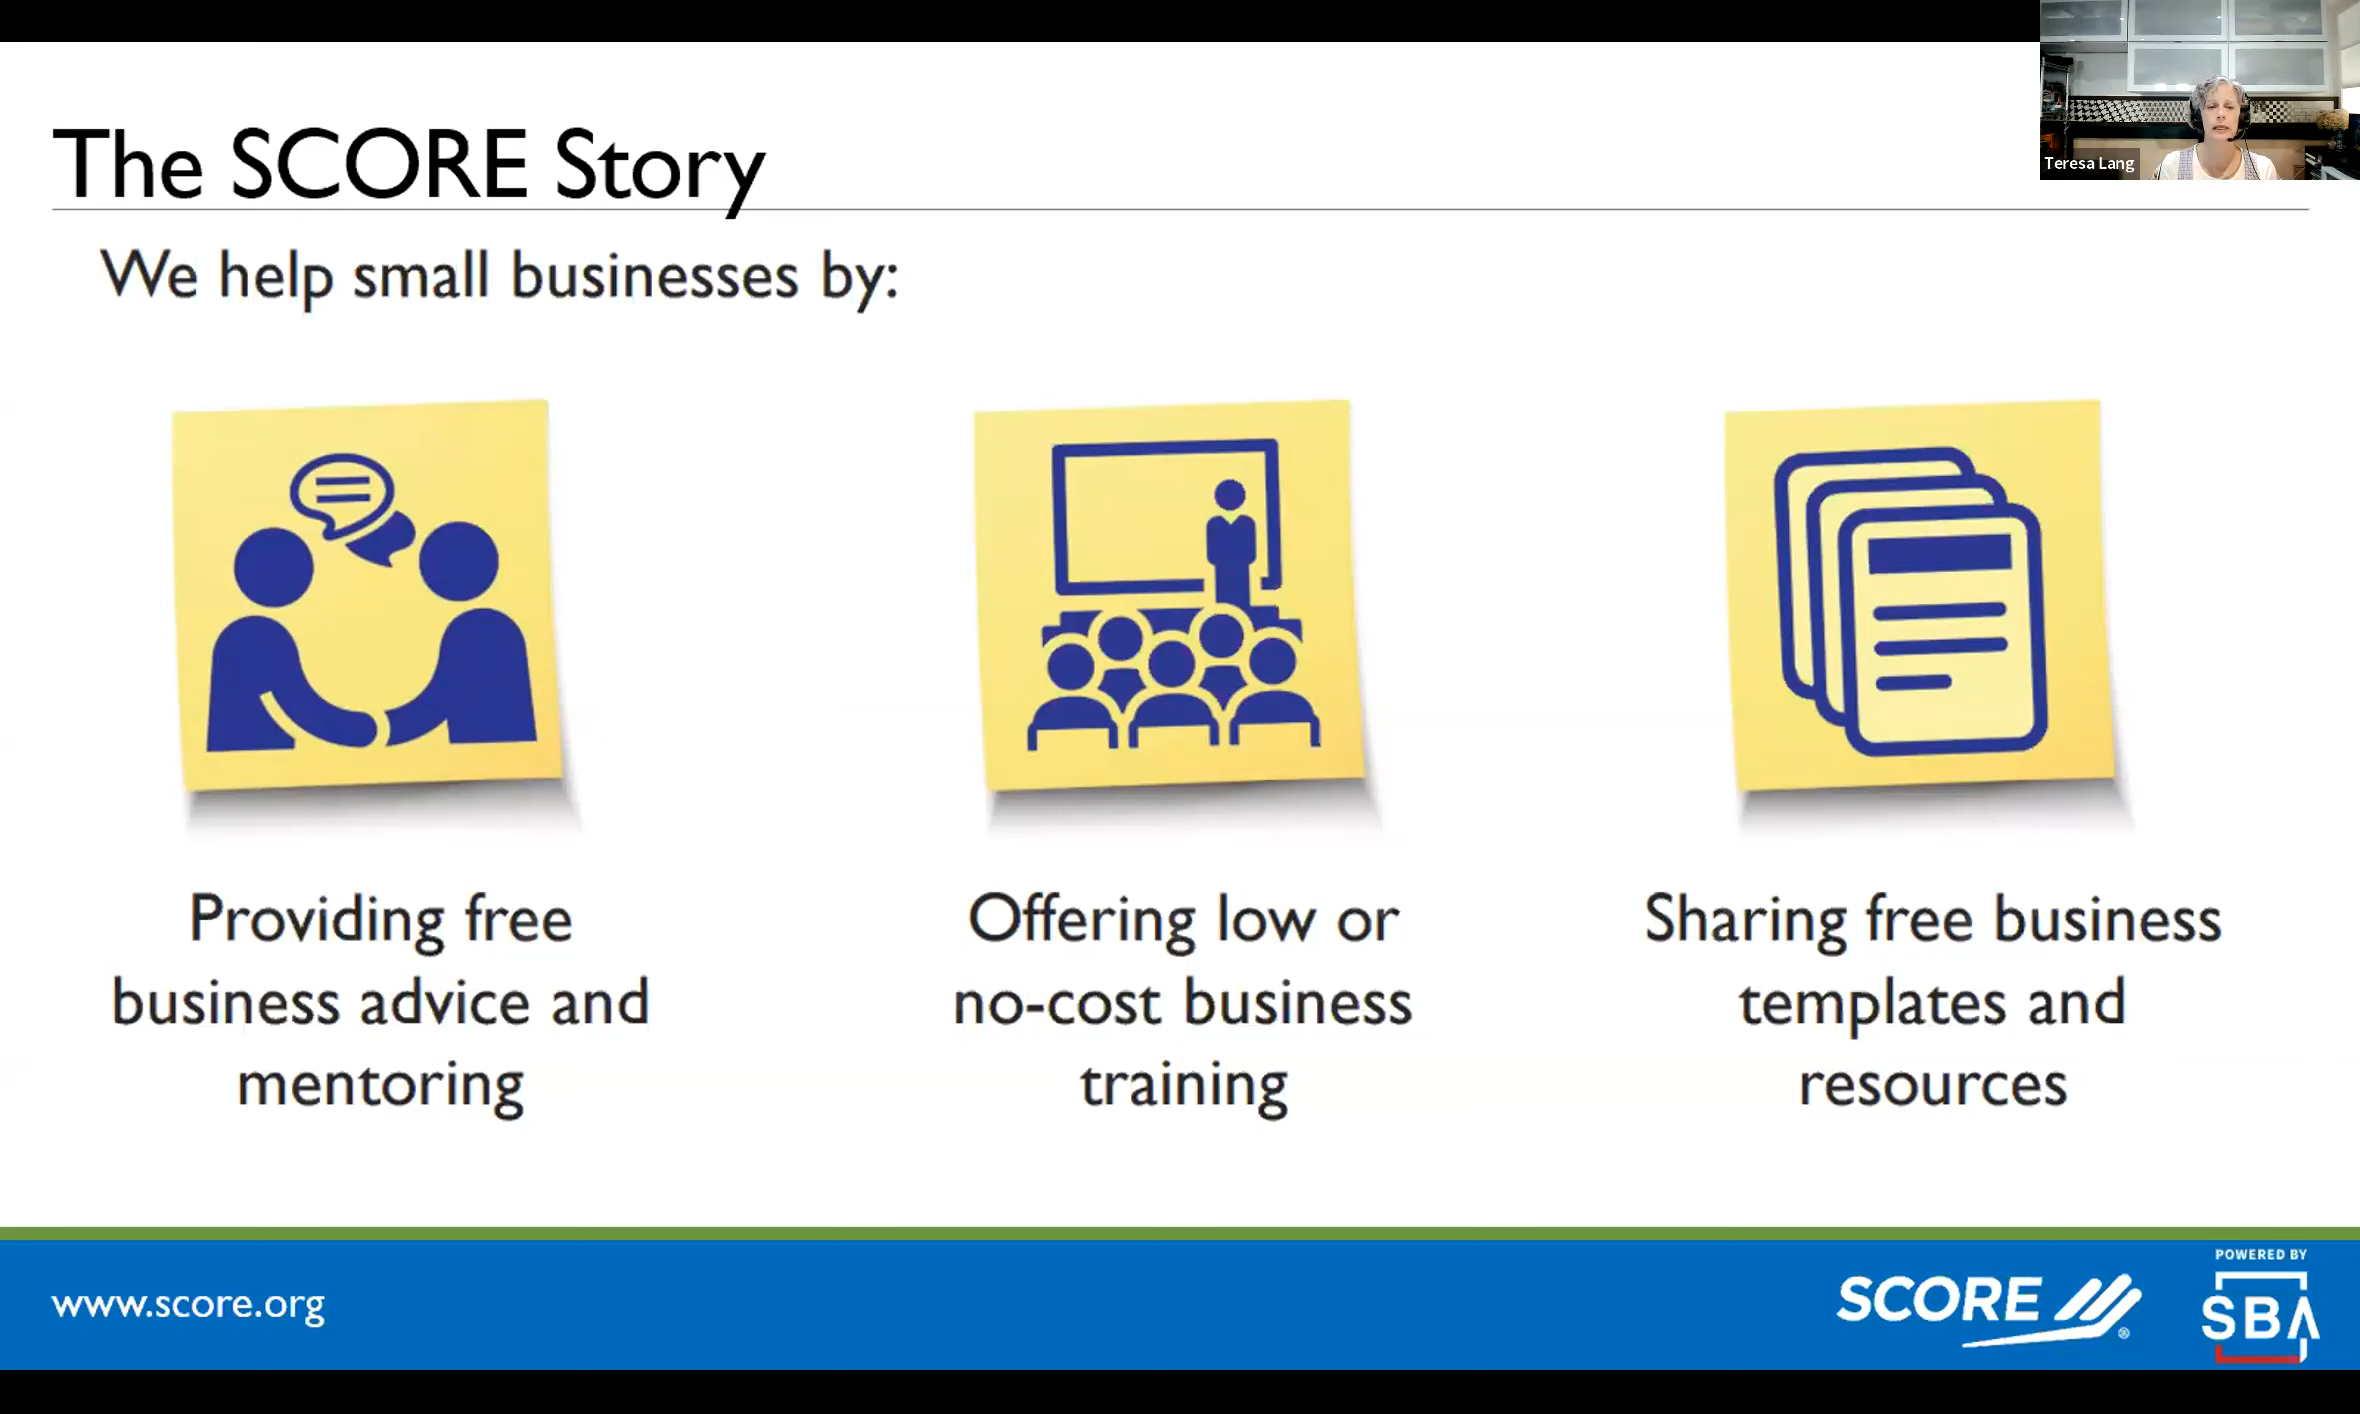 The SCORE Story
Teresa Lang
We help small businesses by:
Providing free
business advice and
mentoring
Offering low or
no-cost business
training
Sharing free business
templates and
resources
www.score.org
SCORE
®
POWERED BY
SBA